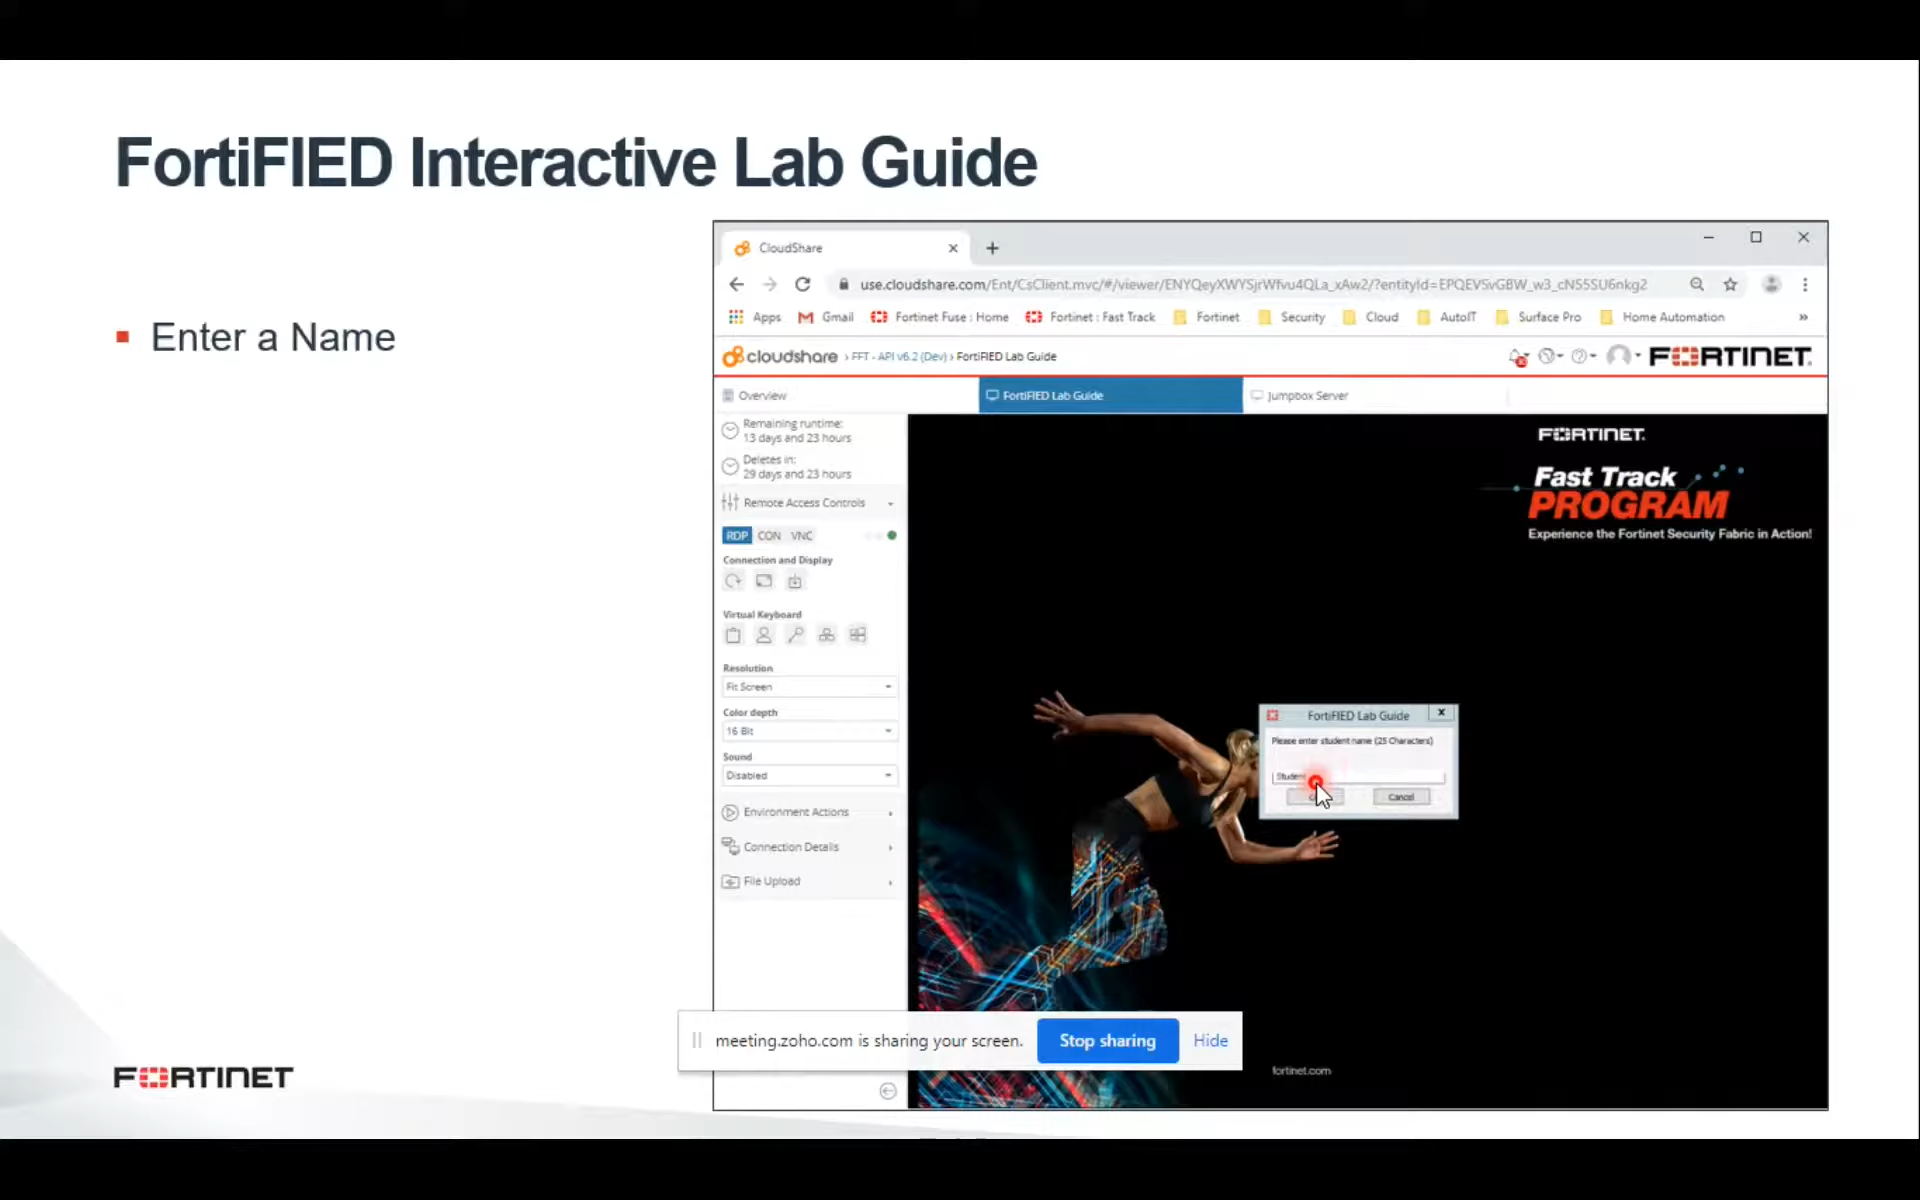 FortiFIED Interactive Lab Guide
Enter a Name
CloudShare
use.cloudshare.com/Ent/CsClient.mvc/#/viewer/ENYQeyXWYSjrWfvu4QLa_xAw2/?entityId=EPQEVSvGBW_w3_cN55SU6nkg2
Apps Gmail Fortinet Fuse : Home Fortinet : Fast Track Fortinet Security Cloud AutoIT Surface Pro Home Automation »
cloudshare › FFT - API v6.2 (Dev) › FortiFIED Lab Guide FORTINET
Overview FortiFIED Lab Guide Jumpbox Server
Remaining runtime:
13 days and 23 hours
Deletes in:
29 days and 23 hours
Remote Access Controls
RDP CON VNC
Connection and Display
Virtual Keyboard
Resolution
Fit Screen
Color depth
16 Bit
Sound
Disabled
Environment Actions
Connection Details
File Upload
FORTINET
Fast Track
PROGRAM
Experience the Fortinet Security Fabric in Action!
FortiFIED Lab Guide
Please enter student name (25 Characters)
Student
Cancel
meeting.zoho.com is sharing your screen. Stop sharing Hide
fortinet.com
FORTINET